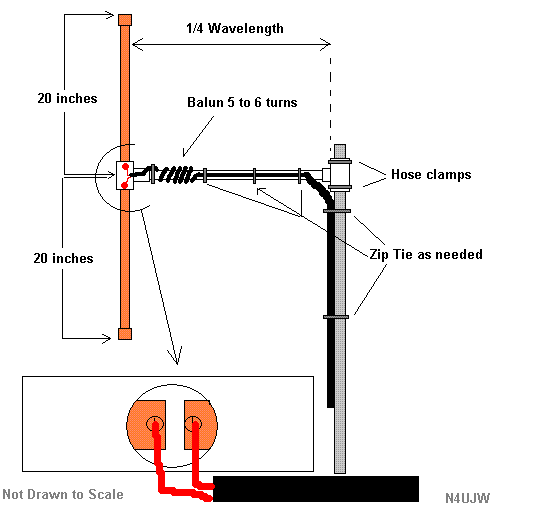 1/4 Wavelength
20 inches
Balun 5 to 6 turns
Hose clamps
Zip Tie as needed
20 inches
Not Drawn to Scale
N4UJW